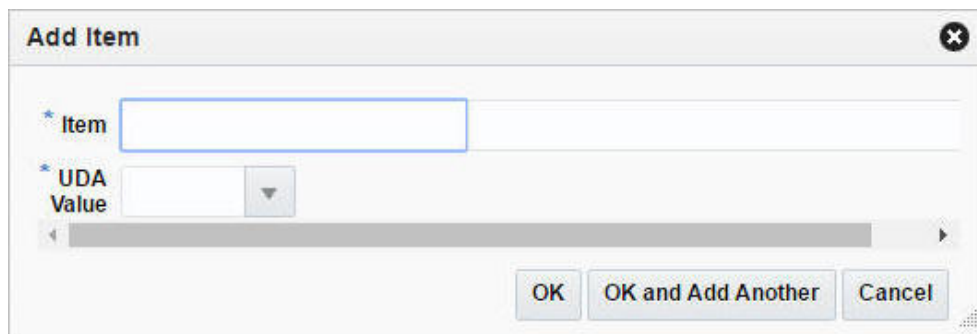 Add Item
* Item
* UDA
Value
OK OK and Add Another Cancel